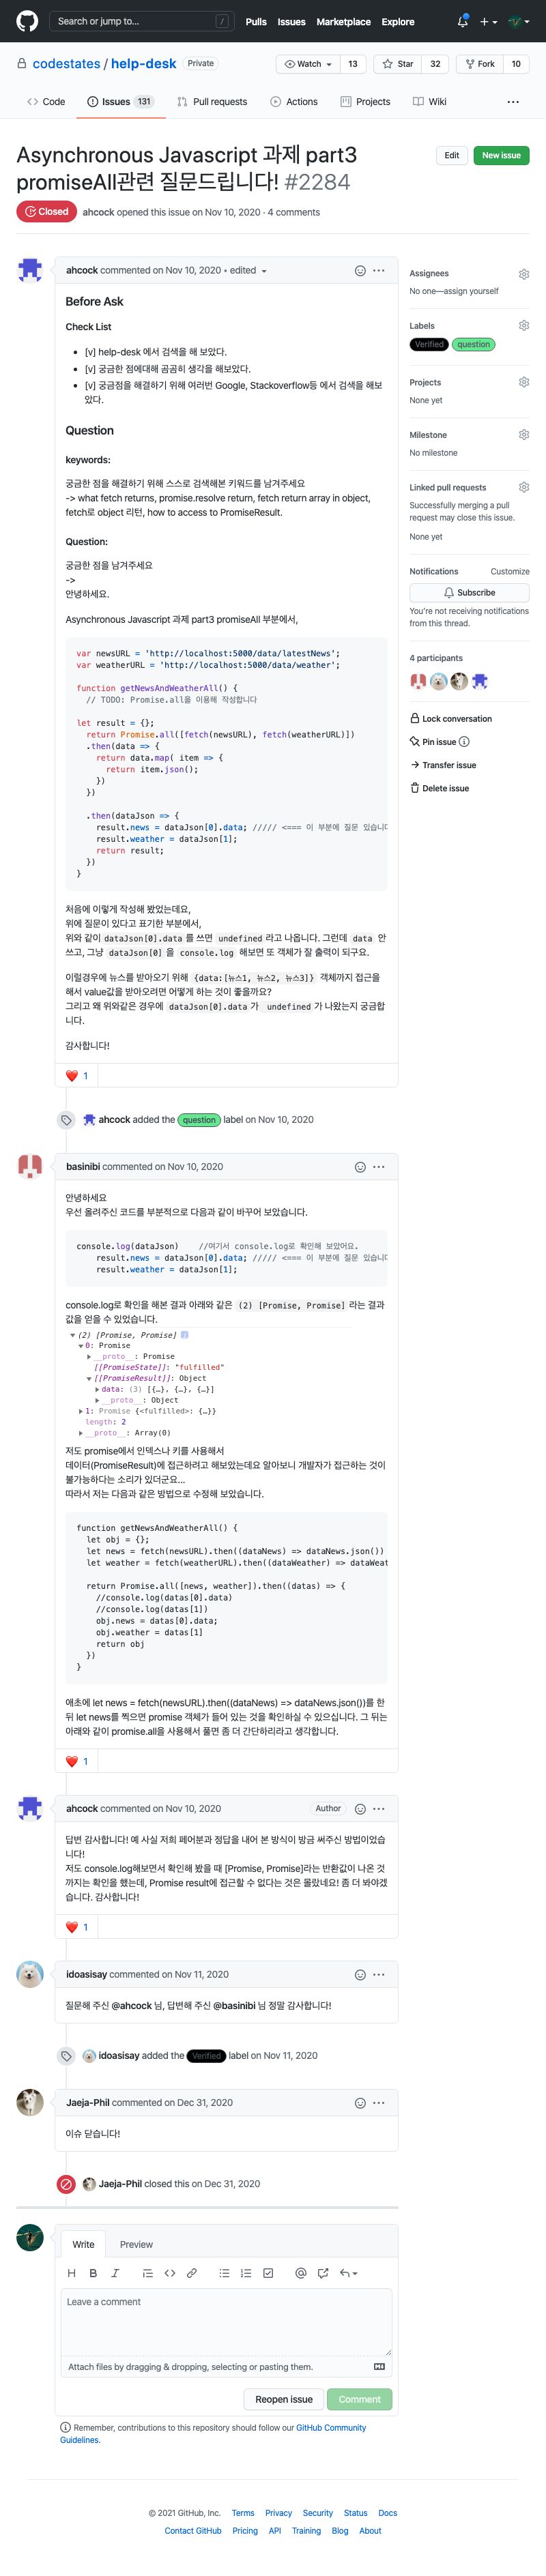 Search or jump to...
/
Pulls Issues Marketplace Explore
codestates / help-desk Private
Watch 13 Star 32 Fork 10
Code Issues 131 Pull requests Actions Projects Wiki
Asynchronous Javascript 과제 part3
promiseAll관련 질문드립니다! #2284
Edit New issue
Closed ahcock opened this issue on Nov 10, 2020 · 4 comments
ahcock commented on Nov 10, 2020 • edited
Before Ask
Check List
[v] help-desk 에서 검색을 해 보았다.
[v] 궁금한 점에대해 곰곰히 생각을 해보았다.
[v] 궁금점을 해결하기 위해 여러번 Google, Stackoverflow등 에서 검색을 해보
았다.
Question
keywords:
궁금한 점을 해결하기 위해 스스로 검색해본 키워드를 남겨주세요
-> what fetch returns, promise.resolve return, fetch return array in object,
fetch로 object 리턴, how to access to PromiseResult.
Question:
궁금한 점을 남겨주세요
->
안녕하세요.
Asynchronous Javascript 과제 part3 promiseAll 부분에서,
var newsURL = 'http://localhost:5000/data/latestNews';
var weatherURL = 'http://localhost:5000/data/weather';
function getNewsAndWeatherAll() {
// TODO: Promise.all을 이용해 작성합니다
let result = {};
return Promise.all([fetch(newsURL), fetch(weatherURL)])
.then(data => {
return data.map( item => {
return item.json();
})
})
.then(dataJson => {
result.news = dataJson[0].data; ///// <=== 이 부분에 질문 있습니다
result.weather = dataJson[1];
return result;
})
}
처음에 이렇게 작성해 봤었는데요,
위에 질문이 있다고 표기한 부분에서,
위와 같이 dataJson[0].data 를 쓰면 undefined 라고 나옵니다. 그런데 data 안
쓰고, 그냥 dataJson[0] 을 console.log 해보면 또 객체가 잘 출력이 되구요.
이럴경우에 뉴스를 받아오기 위해 {data:[뉴스1, 뉴스2, 뉴스3]} 객체까지 접근을
해서 value값을 받아오려면 어떻게 하는 것이 좋을까요?
그리고 왜 위와같은 경우에 dataJson[0].data 가 undefined 가 나왔는지 궁금합
니다.
감사합니다!
❤️ 1
ahcock added the question label on Nov 10, 2020
basinibi commented on Nov 10, 2020
안녕하세요
우선 올려주신 코드를 부분적으로 다음과 같이 바꾸어 보았습니다.
console.log(dataJson) //여기서 console.log로 확인해 보았어요.
result.news = dataJson[0].data; ///// <=== 이 부분에 질문 있습니다
result.weather = dataJson[1];
console.log로 확인을 해본 결과 아래와 같은 (2) [Promise, Promise] 라는 결과
값을 얻을 수 있었습니다.
(2) [Promise, Promise] i
0: Promise
__proto__: Promise
[[PromiseState]]: "fulfilled"
[[PromiseResult]]: Object
data: (3) [{…}, {…}, {…}]
__proto__: Object
1: Promise {<fulfilled>: {…}}
length: 2
__proto__: Array(0)
저도 promise에서 인덱스나 키를 사용해서
데이터(PromiseResult)에 접근하려고 해보았는데요 알아보니 개발자가 접근하는 것이
불가능하다는 소리가 있더군요...
따라서 저는 다음과 같은 방법으로 수정해 보았습니다.
function getNewsAndWeatherAll() {
let obj = {};
let news = fetch(newsURL).then((dataNews) => dataNews.json())
let weather = fetch(weatherURL).then((dataWeather) => dataWeat
return Promise.all([news, weather]).then((datas) => {
//console.log(datas[0].data)
//console.log(datas[1])
obj.news = datas[0].data;
obj.weather = datas[1]
return obj
})
}
애초에 let news = fetch(newsURL).then((dataNews) => dataNews.json())를 한
뒤 let news를 찍으면 promise 객체가 들어 있는 것을 확인하실 수 있으십니다. 그 뒤는
아래와 같이 promise.all을 사용해서 풀면 좀 더 간단하리라고 생각합니다.
❤️ 1
ahcock commented on Nov 10, 2020 Author
답변 감사합니다! 예 사실 저희 페어분과 정답을 내어 본 방식이 방금 써주신 방법이었습
니다!
저도 console.log해보면서 확인해 봤을 때 [Promise, Promise]라는 반환값이 나온 것
까지는 확인을 했는데, Promise result에 접근할 수 없다는 것은 몰랐네요! 좀 더 봐야겠
습니다. 감사합니다!
❤️ 1
idoasisay commented on Nov 11, 2020
질문해 주신 @ahcock 님, 답변해 주신 @basinibi 님 정말 감사합니다!
idoasisay added the Verified label on Nov 11, 2020
Jaeja-Phil commented on Dec 31, 2020
이슈 닫습니다!
Jaeja-Phil closed this on Dec 31, 2020
Write Preview
Leave a comment
Attach files by dragging & dropping, selecting or pasting them.
Reopen issue Comment
Remember, contributions to this repository should follow our GitHub Community
Guidelines.
Assignees
No one—assign yourself
Labels
Verified question
Projects
None yet
Milestone
No milestone
Linked pull requests
Successfully merging a pull
request may close this issue.
None yet
Notifications Customize
Subscribe
You're not receiving notifications
from this thread.
4 participants
Lock conversation
Pin issue
Transfer issue
Delete issue
© 2021 GitHub, Inc. Terms Privacy Security Status Docs
Contact GitHub Pricing API Training Blog About